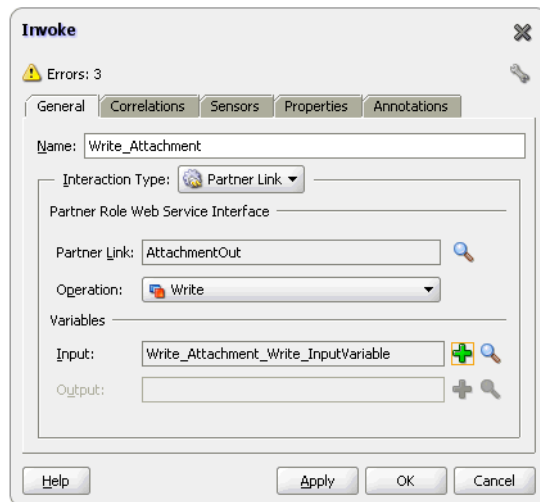 Invoke
Errors: 3
General Correlations Sensors Properties Annotations
Name: Write_Attachment
Interaction Type: Partner Link
Partner Role Web Service Interface
Partner Link: AttachmentOut
Operation: Write
Variables
Input: Write_Attachment_Write_InputVariable
Output:
Help Apply OK Cancel